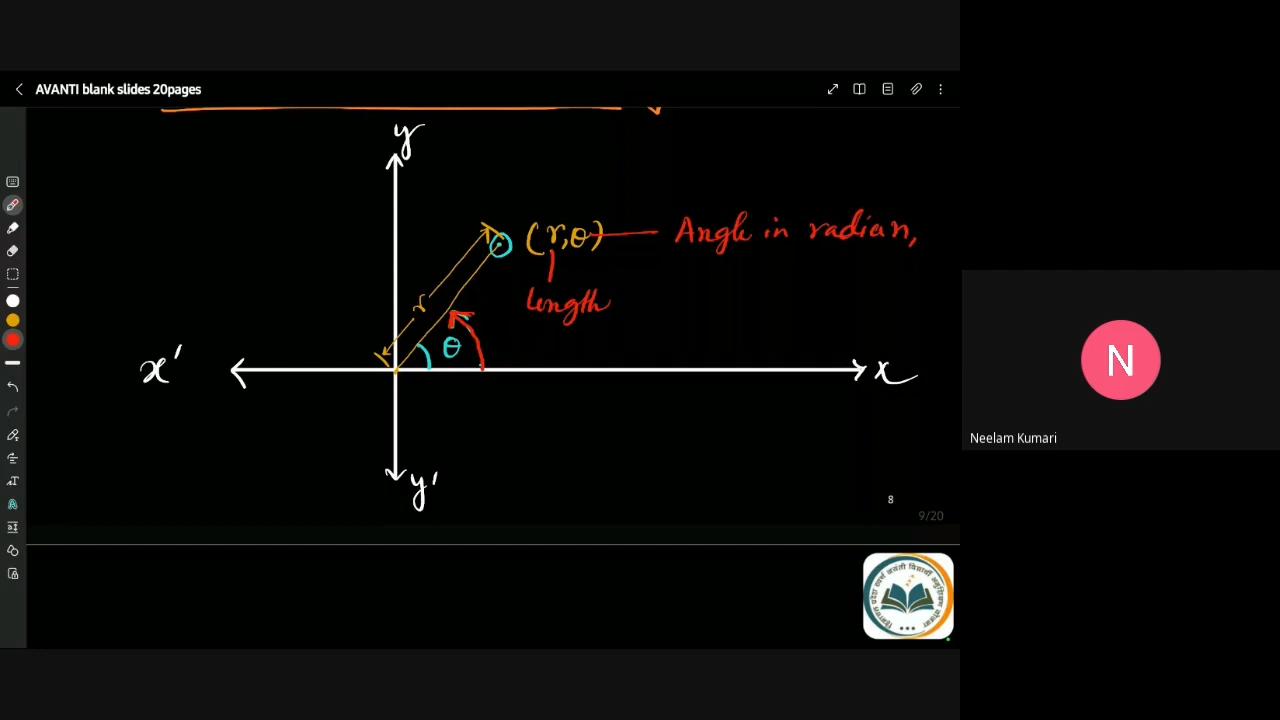 AVANTI blank slides 20pages
y
(r,θ) Angle in radian,
r
length
θ
x'
x
y'
8
9/20
N
Neelam Kumari